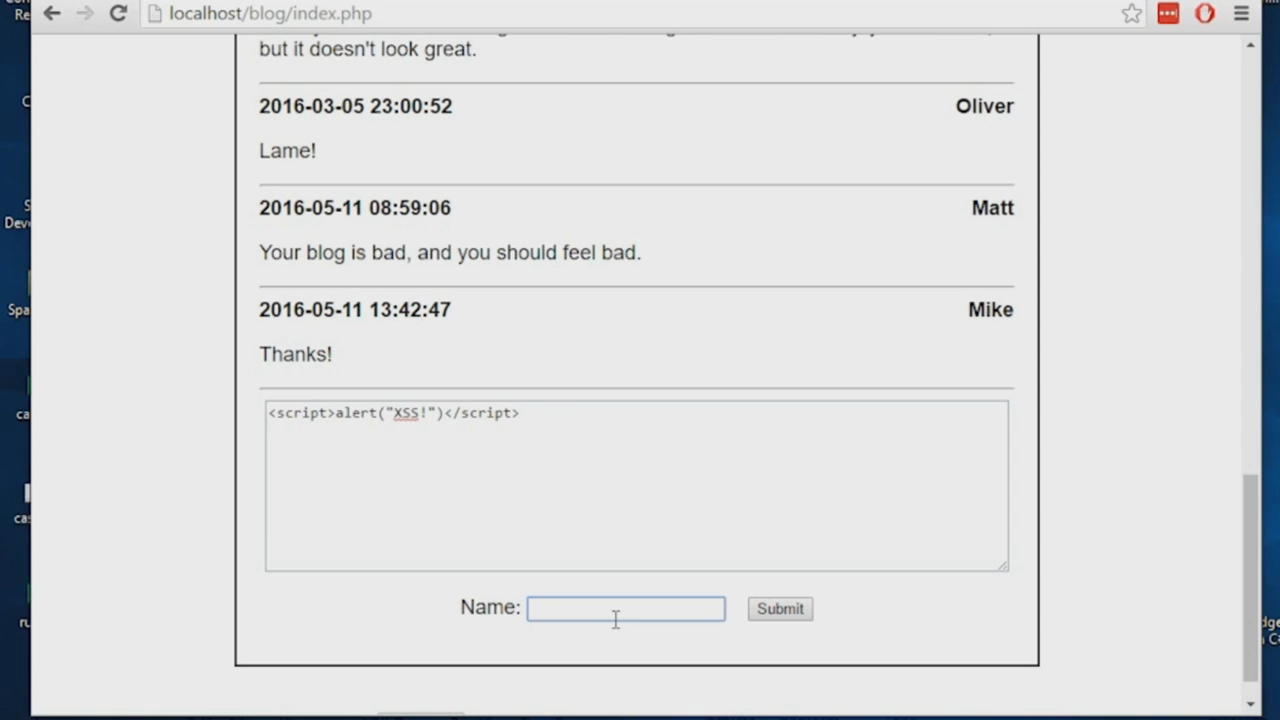 localhost/blog/index.php
but it doesn't look great.
2016-03-05 23:00:52 Oliver
Lame!
2016-05-11 08:59:06 Matt
Your blog is bad, and you should feel bad.
2016-05-11 13:42:47 Mike
Thanks!
<script>alert("XSS!")</script>
Name:
Submit